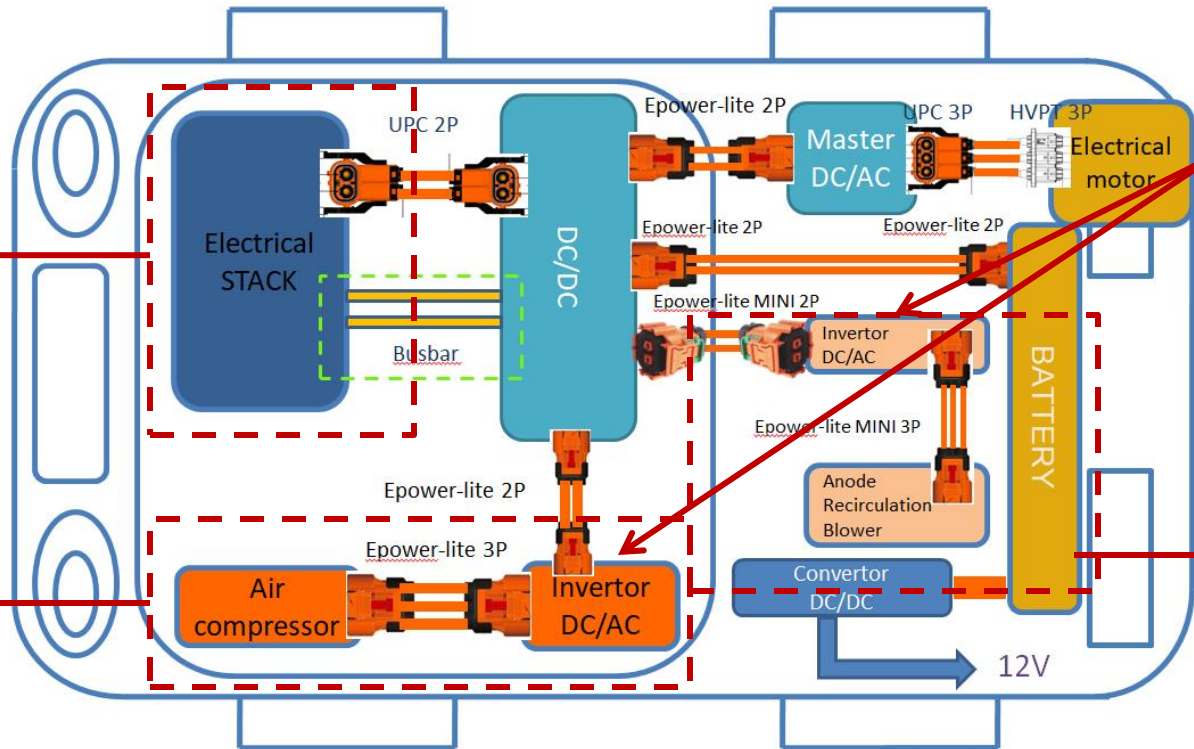 Epower-lite 2P
UPC 2P
Master
DC/AC
UPC 3P
HVPT 3P
Electrical
motor
Electrical
STACK
DC/DC
Epower-lite 2P
Epower-lite 2P
Epower-lite MINI 2P
Invertor
DC/AC
Busbar
BATTERY
Epower-lite MINI 3P
Epower-lite 2P
Anode
Recirculation
Blower
Epower-lite 3P
Air
compressor
Invertor
DC/AC
Convertor
DC/DC
12V